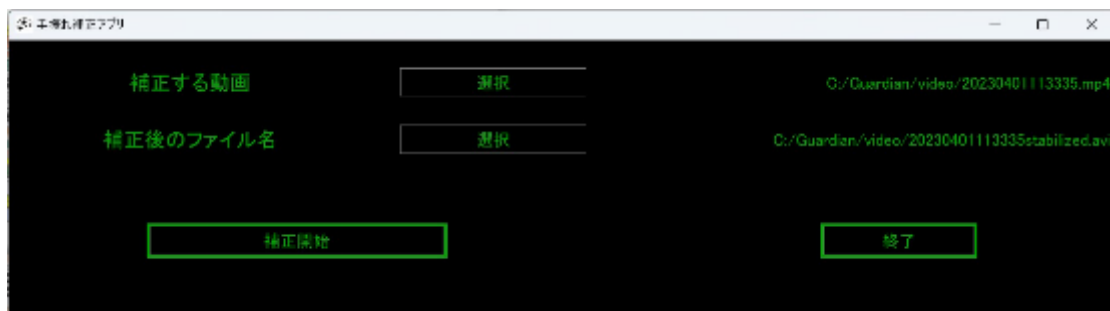 手振れ補正アプリ
補正する動画 選択 C:/Guardian/video/20230401113335.mp4
補正後のファイル名 選択 C:/Guardian/video/20230401113335stabilized.avi
補正開始 終了